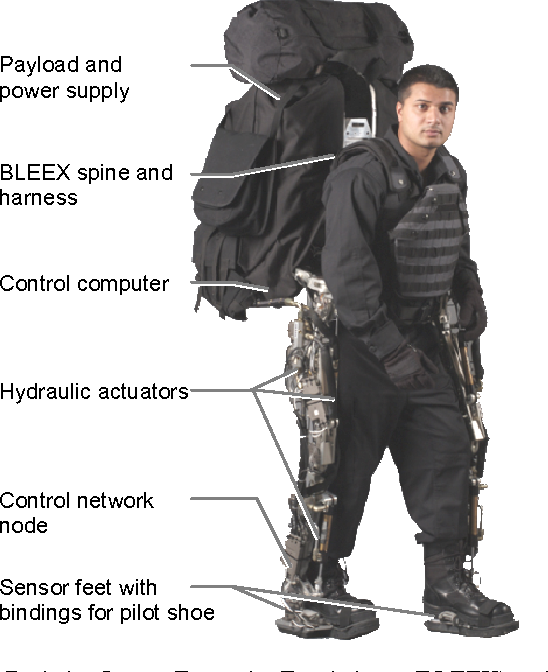 Payload and
power supply
BLEEX spine and
harness
Control computer
Hydraulic actuators
Control network
node
Sensor feet with
bindings for pilot shoe